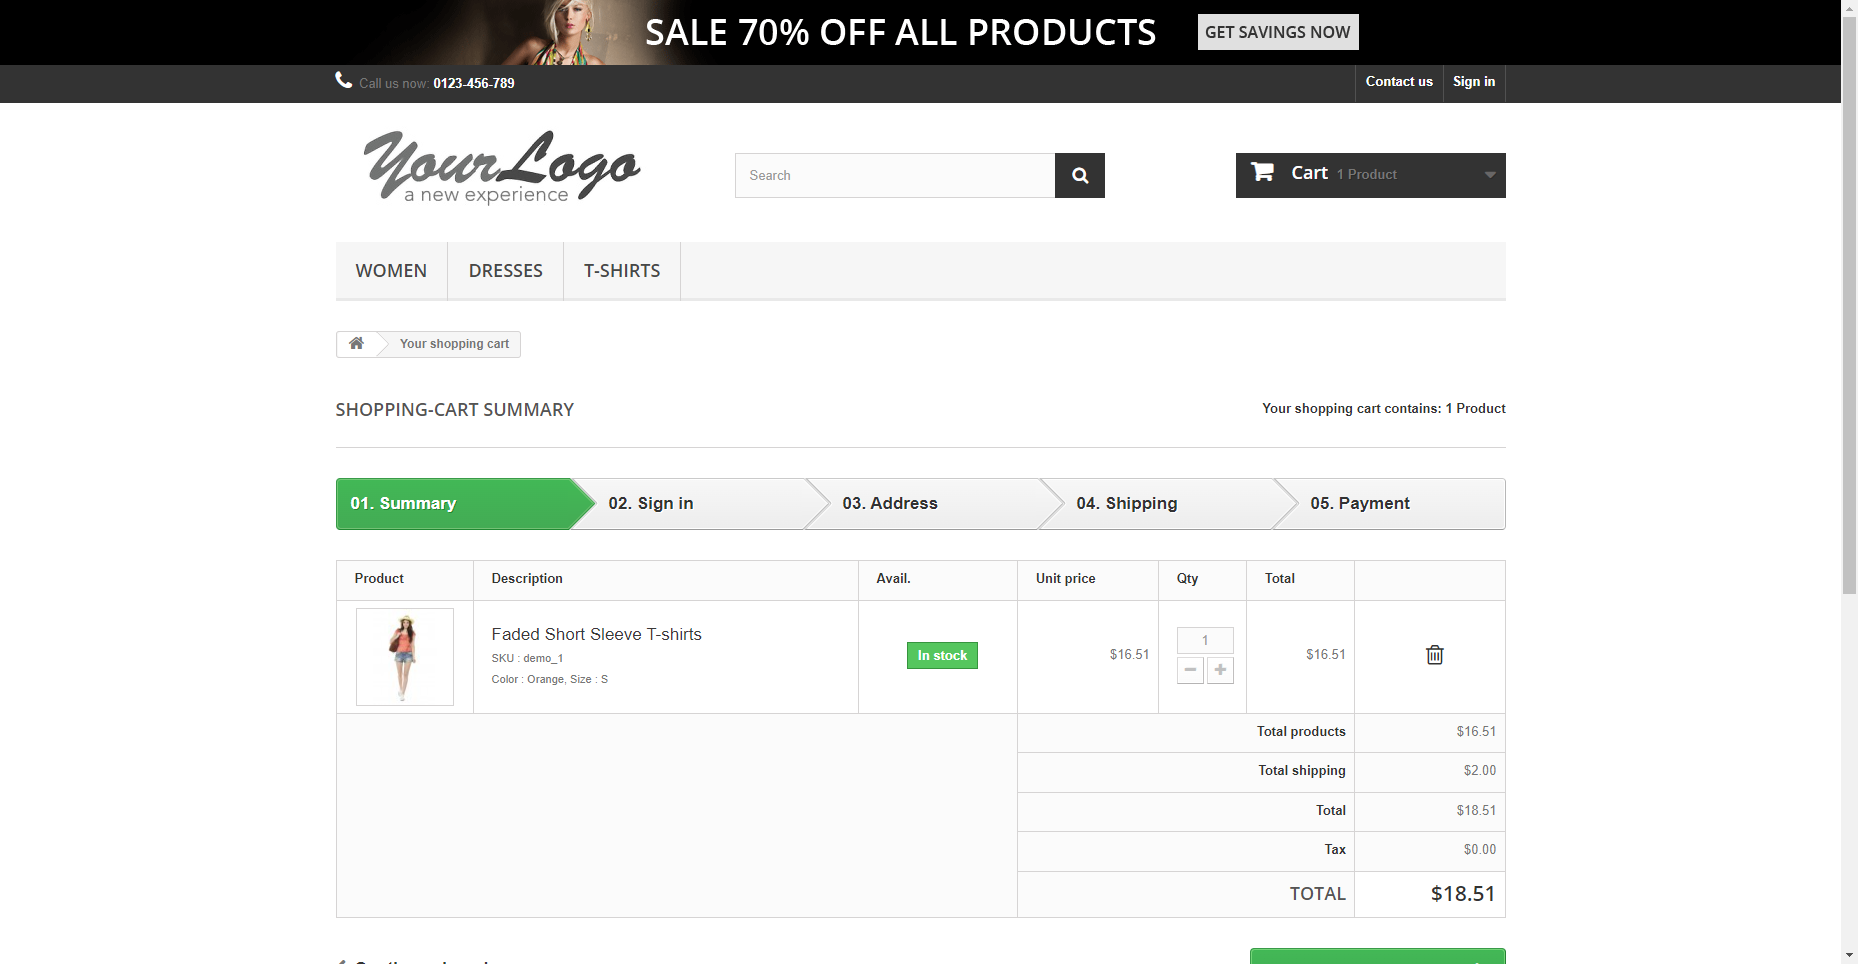 SALE 70% OFF ALL PRODUCTS GET SAVINGS NOW
Call us now: 0123-456-789 Contact us Sign in
YourLogo
a new experience
Search
Cart 1 Product
WOMEN DRESSES T-SHIRTS
Your shopping cart
SHOPPING-CART SUMMARY Your shopping cart contains: 1 Product
01. Summary 02. Sign in 03. Address 04. Shipping 05. Payment
Product Description Avail. Unit price Qty Total
Faded Short Sleeve T-shirts
SKU : demo_1
Color : Orange, Size : S
In stock
$16.51
1
$16.51
Total products $16.51
Total shipping $2.00
Total $18.51
Tax $0.00
TOTAL $18.51